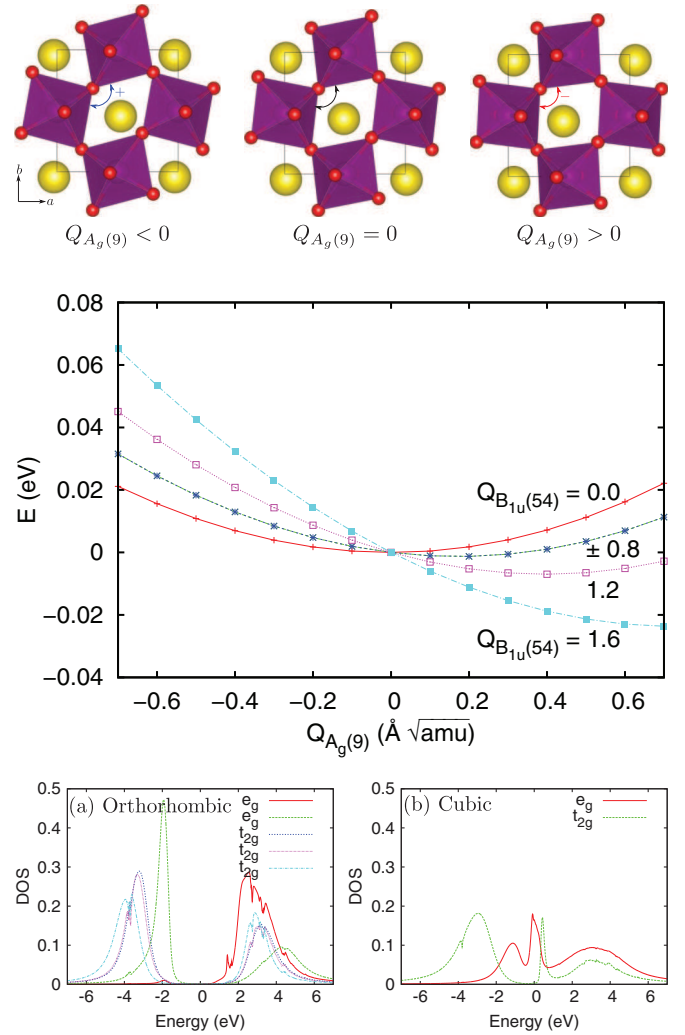 +
−
b
a
Q_{A_g(9)} < 0
Q_{A_g(9)} = 0
Q_{A_g(9)} > 0
0.08
0.06
0.04
0.02
0
−0.02
−0.04
E (eV)
Q_{B_{1u}(54)} = 0.0
± 0.8
1.2
Q_{B_{1u}(54)} = 1.6
−0.6 −0.4 −0.2 0 0.2 0.4 0.6
Q_{A_g(9)} (Å √amu)
(a) Orthorhombic
e_g
e_g
t_{2g}
t_{2g}
t_{2g}
0.5
0.4
0.3
0.2
0.1
0
DOS
-6 -4 -2 0 2 4 6
Energy (eV)
(b) Cubic
e_g
t_{2g}
0.5
0.4
0.3
0.2
0.1
0
DOS
-6 -4 -2 0 2 4 6
Energy (eV)